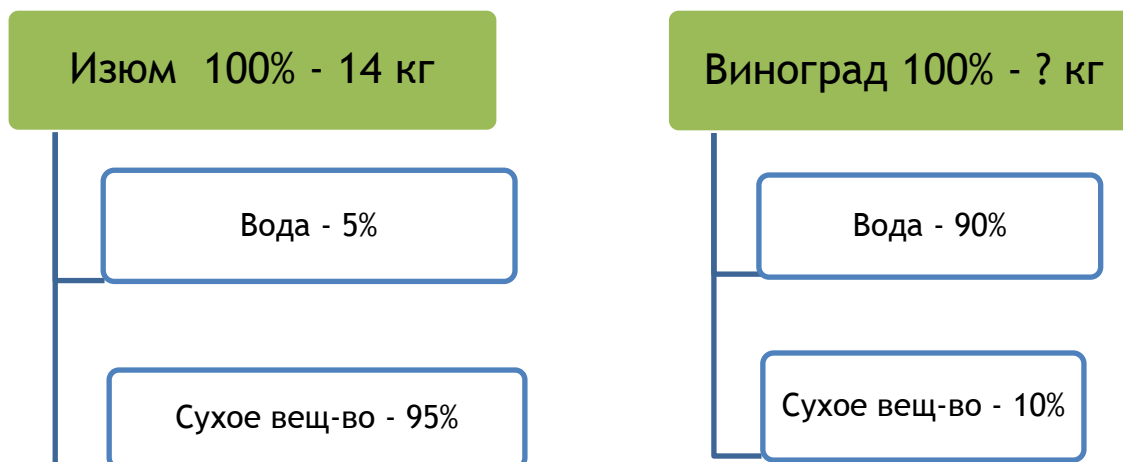 Изюм 100% - 14 кг
Вода - 5%
Сухое вещ-во - 95%
Виноград 100% - ? кг
Вода - 90%
Сухое вещ-во - 10%